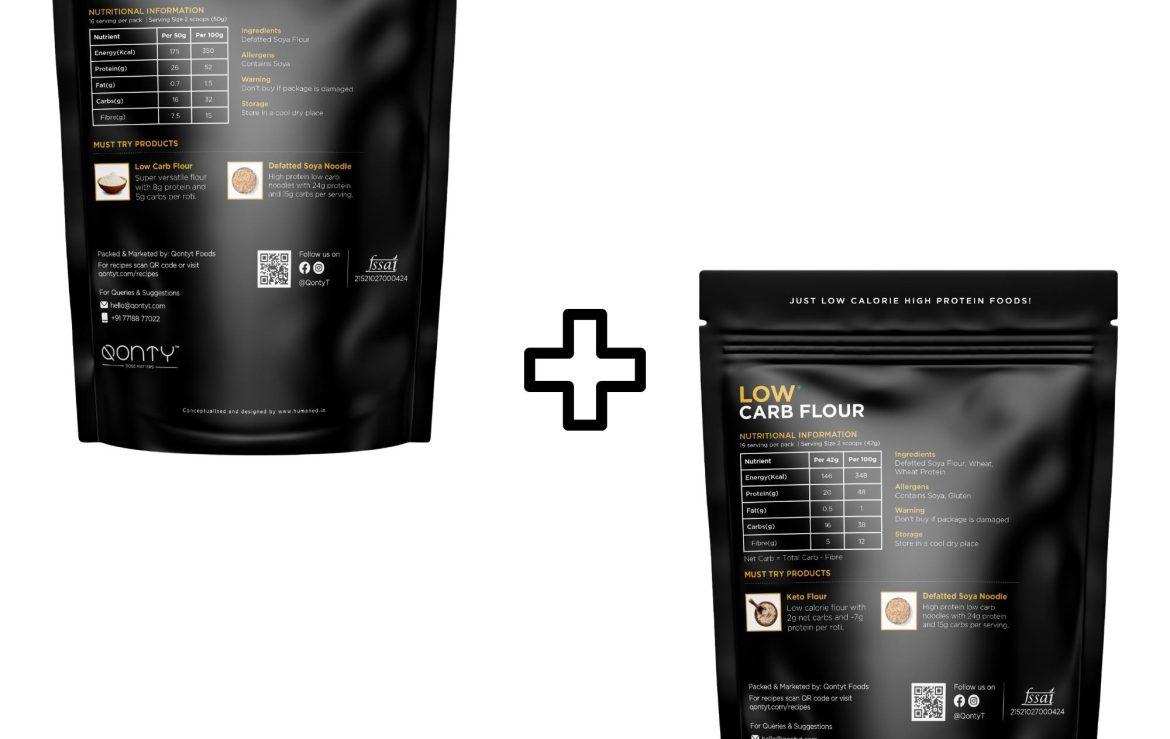 NUTRITIONAL INFORMATION
16 serving per pack | Serving Size 2 scoops (50g)
Nutrient Per 50g Per 100g
Energy(Kcal) 175 350
Protein(g) 26 52
Fat(g) 0.7 1.5
Carbs(g) 16 32
Fibre(g) 7.5 15
Ingredients
Defatted Soya Flour
Allergens
Contains Soya
Warning
Don't buy if package is damaged
Storage
Store in a cool dry place
MUST TRY PRODUCTS
Low Carb Flour
Super versatile flour
with 8g protein and
5g carbs per roti.
Defatted Soya Noodle
High protein low carb
noodles with 24g protein
and 15g carbs per serving.
Packed & Marketed by: Qontyt Foods
For recipes scan QR code or visit
qontyt.com/recipes
For Queries & Suggestions
hello@qontyt.com
+91 77188 77022
Follow us on
@QontyT
fssai
21521027000424
QONTY™
DOSE MATTERS
Conceptualised and designed by www.humaned.in
JUST LOW CALORIE HIGH PROTEIN FOODS!
LOW
CARB FLOUR
NUTRITIONAL INFORMATION
19 serving per pack | Serving Size 2 scoops (42g)
Nutrient Per 42g Per 100g
Energy(Kcal) 146 348
Protein(g) 20 48
Fat(g) 0.5 1
Carbs(g) 16 38
Fibre(g) 5 12
Net Carb = Total Carb - Fibre
Ingredients
Defatted Soya Flour, Wheat,
Wheat Protein
Allergens
Contains Soya, Gluten
Warning
Don't buy if package is damaged
Storage
Store in a cool dry place
MUST TRY PRODUCTS
Keto Flour
Low calorie flour with
2g net carbs and ~7g
protein per roti.
Defatted Soya Noodle
High protein low carb
noodles with 24g protein
and 15g carbs per serving.
Packed & Marketed by: Qontyt Foods
For recipes scan QR code or visit
qontyt.com/recipes
For Queries & Suggestions
hello@qontyt.com
Follow us on
@QontyT
fssai
21521027000424